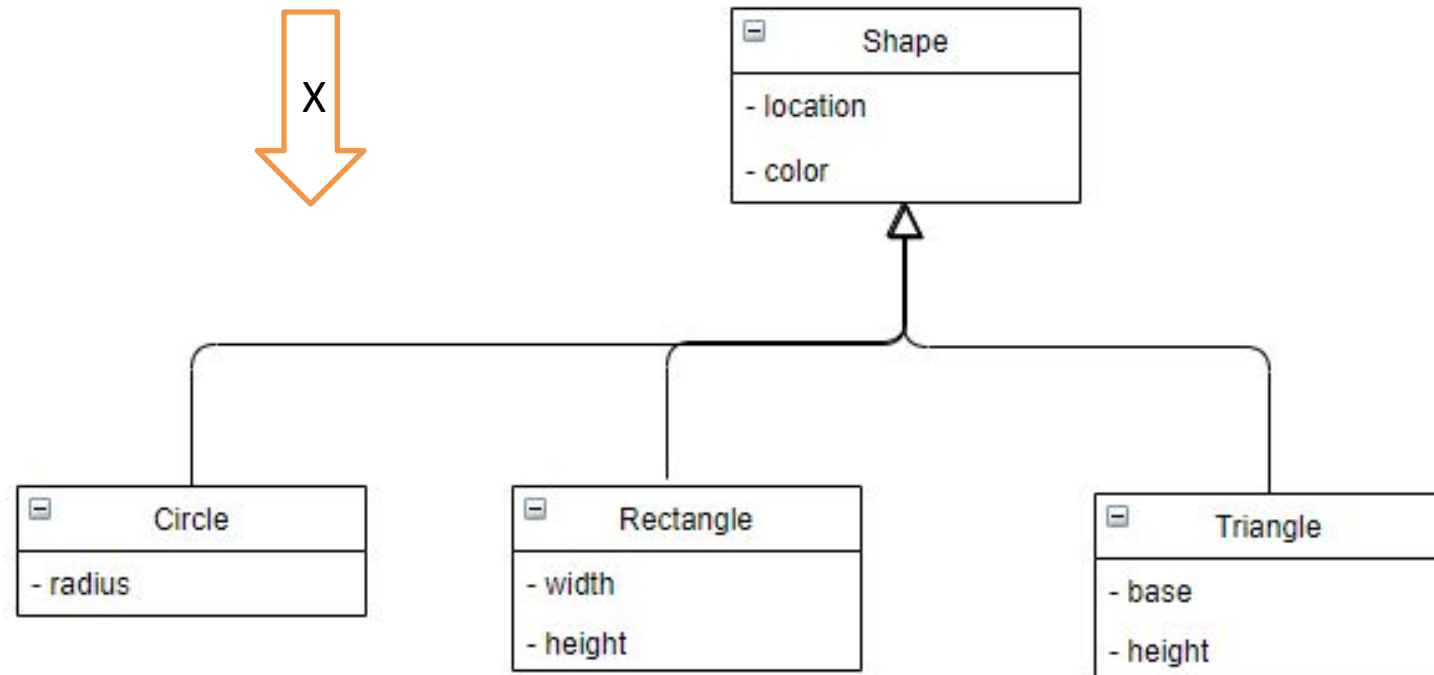 X
Shape
- location
- color
Circle
- radius
Rectangle
- width
- height
Triangle
- base
- height